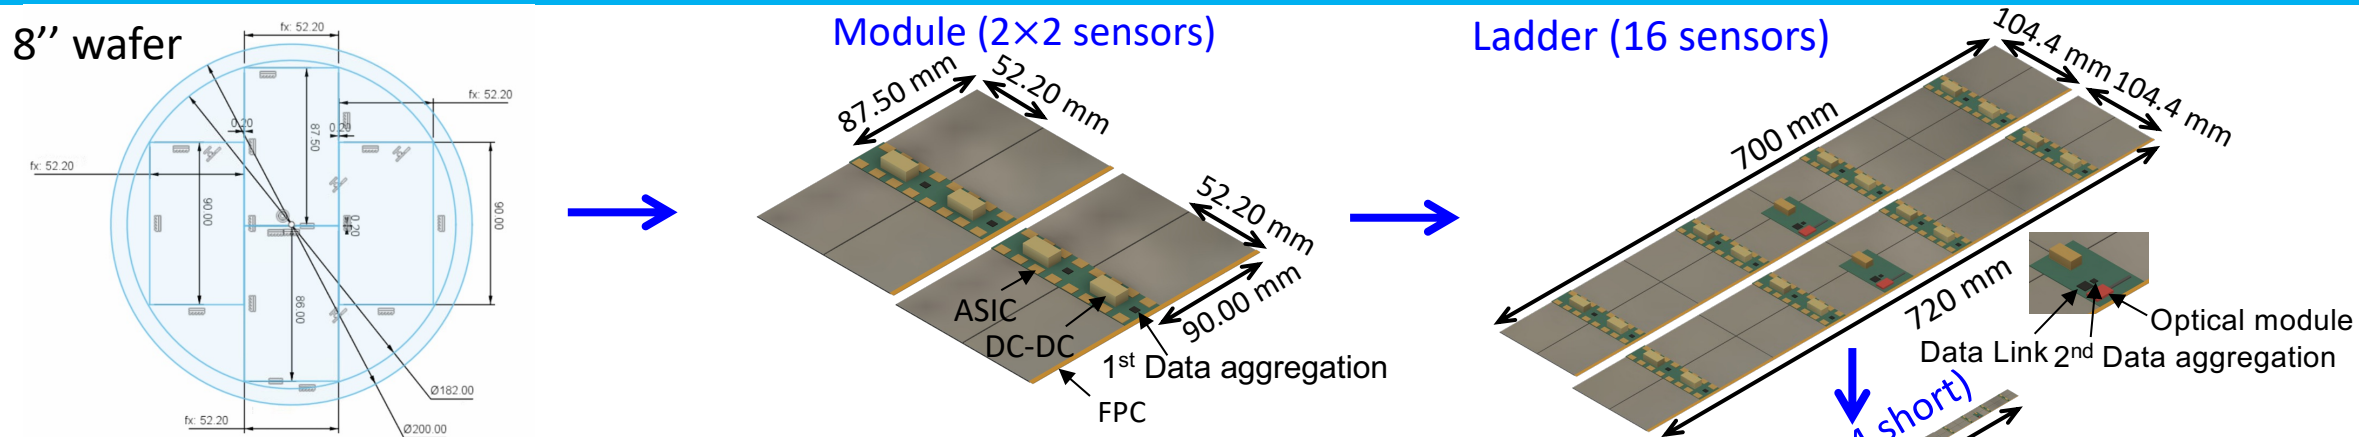 8’’ wafer
fx: 52.20
fx: 52.20
0.20
0.20
87.50
fx: 52.20
90.00
0.20
90.00
86.00
Ø182.00
fx: 52.20
Ø200.00
Module (2×2 sensors)
87.50 mm
52.20 mm
52.20 mm
90.00 mm
ASIC
DC-DC
1st Data aggregation
FPC
Ladder (16 sensors)
104.4 mm
104.4 mm
700 mm
720 mm
Optical module
Data Link
2nd Data aggregation
4 short)